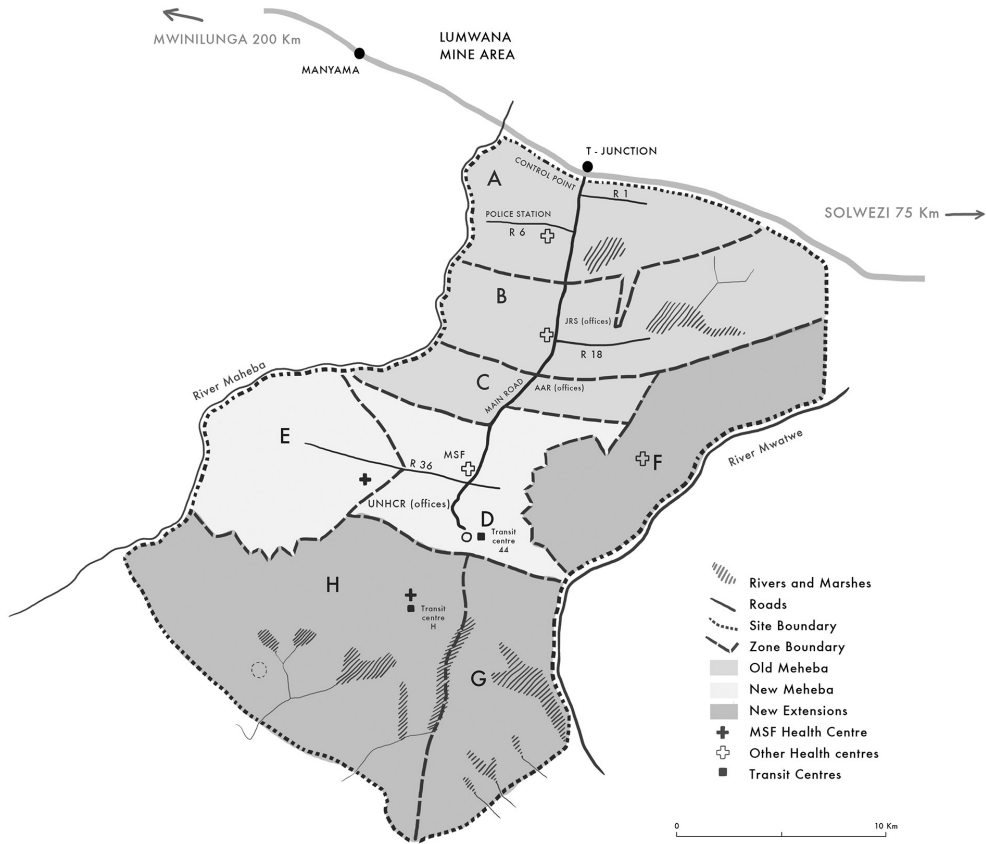 MWINILUNGA 200 Km
MANYAMA
LUMWANA
MINE AREA
T - JUNCTION
CONTROL POINT
A
R 1
POLICE STATION
R 6
SOLWEZI 75 Km
B
JRS (offices)
R 18
River Maheba
C
MAIN ROAD
AAR (offices)
E
MSF
R 36
F
River Mwatwe
UNHCR (offices)
D
Transit
centre
44
H
Transit
centre
H
G
Rivers and Marshes
Roads
Site Boundary
Zone Boundary
Old Meheba
New Meheba
New Extensions
MSF Health Centre
Other Health centres
Transit Centres
0
10 Km